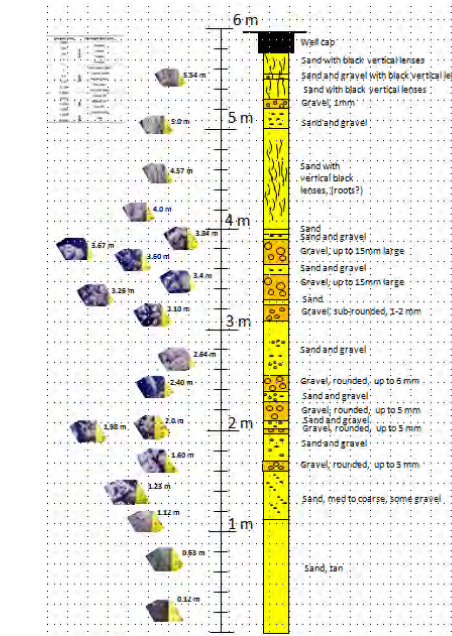 6 m
Well cap
Sand with black vertical lenses
5.54 m
Sand and gravel with black vertical le
Sand with black vertical lenses
Gravel, 1mm
5 m
5.0 m
Sand and gravel
4.57 m
Sand with
vertical black
lenses, (roots?)
4.0 m
4 m
Sand
3.84 m
Sand and gravel
3.67 m
Gravel, up to 15mm large
3.60 m
Sand and gravel
3.4 m
Gravel, up to 15mm large
3.26 m
Sand
3.10 m
Gravel, sub-rounded, 1-2 mm
3 m
2.64 m
Sand and gravel
2.40 m
Gravel, rounded, up to 6 mm
Sand and gravel
Gravel, rounded, up to 5 mm
2.0 m
Sand and gravel
1.98 m
2 m
Gravel, rounded, up to 5 mm
Sand and gravel
1.60 m
Gravel, rounded, up to 5 mm
1.23 m
Sand, med to coarse, some gravel
1.12 m
1 m
0.53 m
Sand, tan
0.12 m